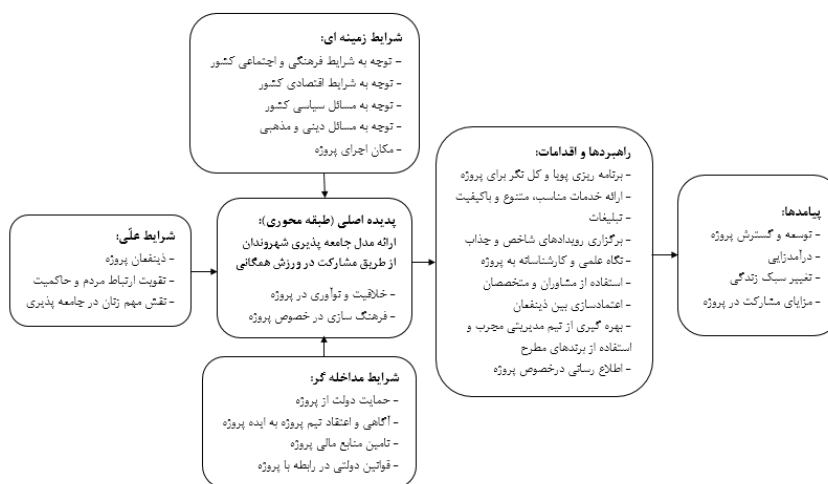 شرایط زمینه ای:
- توجه به شرایط فرهنگی و اجتماعی کشور
- توجه به شرایط اقتصادی کشور
- توجه به مسائل سیاسی کشور
- توجه به مسائل دینی و مذهبی
- مکان اجرای پروژه
شرایط علّی:
- ذینفعان پروژه
- تقویت ارتباط مردم و حاکمیت
- نقش مهم زنان در جامعه پذیری
پدیده اصلی (طبقه محوری):
ارائه مدل جامعه پذیری شهروندان
از طریق مشارکت در ورزش همگانی
- خلاقیت و نوآوری در پروژه
- فرهنگ سازی در خصوص پروژه
شرایط مداخله گر:
- حمایت دولت از پروژه
- آگاهی و اعتقاد تیم پروژه به ایده پروژه
- تامین منابع مالی پروژه
- قوانین دولتی در رابطه با پروژه
راهبردها و اقدامات:
- برنامه ریزی پویا و کل نگر برای پروژه
- ارائه خدمات مناسب، متنوع و باکیفیت
- تبلیغات
- برگزاری رویدادهای شاخص و جذاب
- نگاه علمی و کارشناسانه به پروژه
- استفاده از مشاوران و متخصصان
- اعتمادسازی بین ذینفعان
- بهره گیری از تیم مدیریتی مجرب و
استفاده از برندهای مطرح
- اطلاع رسانی درخصوص پروژه
پیامدها:
- توسعه و گسترش پروژه
- درآمدزایی
- تغییر سبک زندگی
- مزایای مشارکت در پروژه